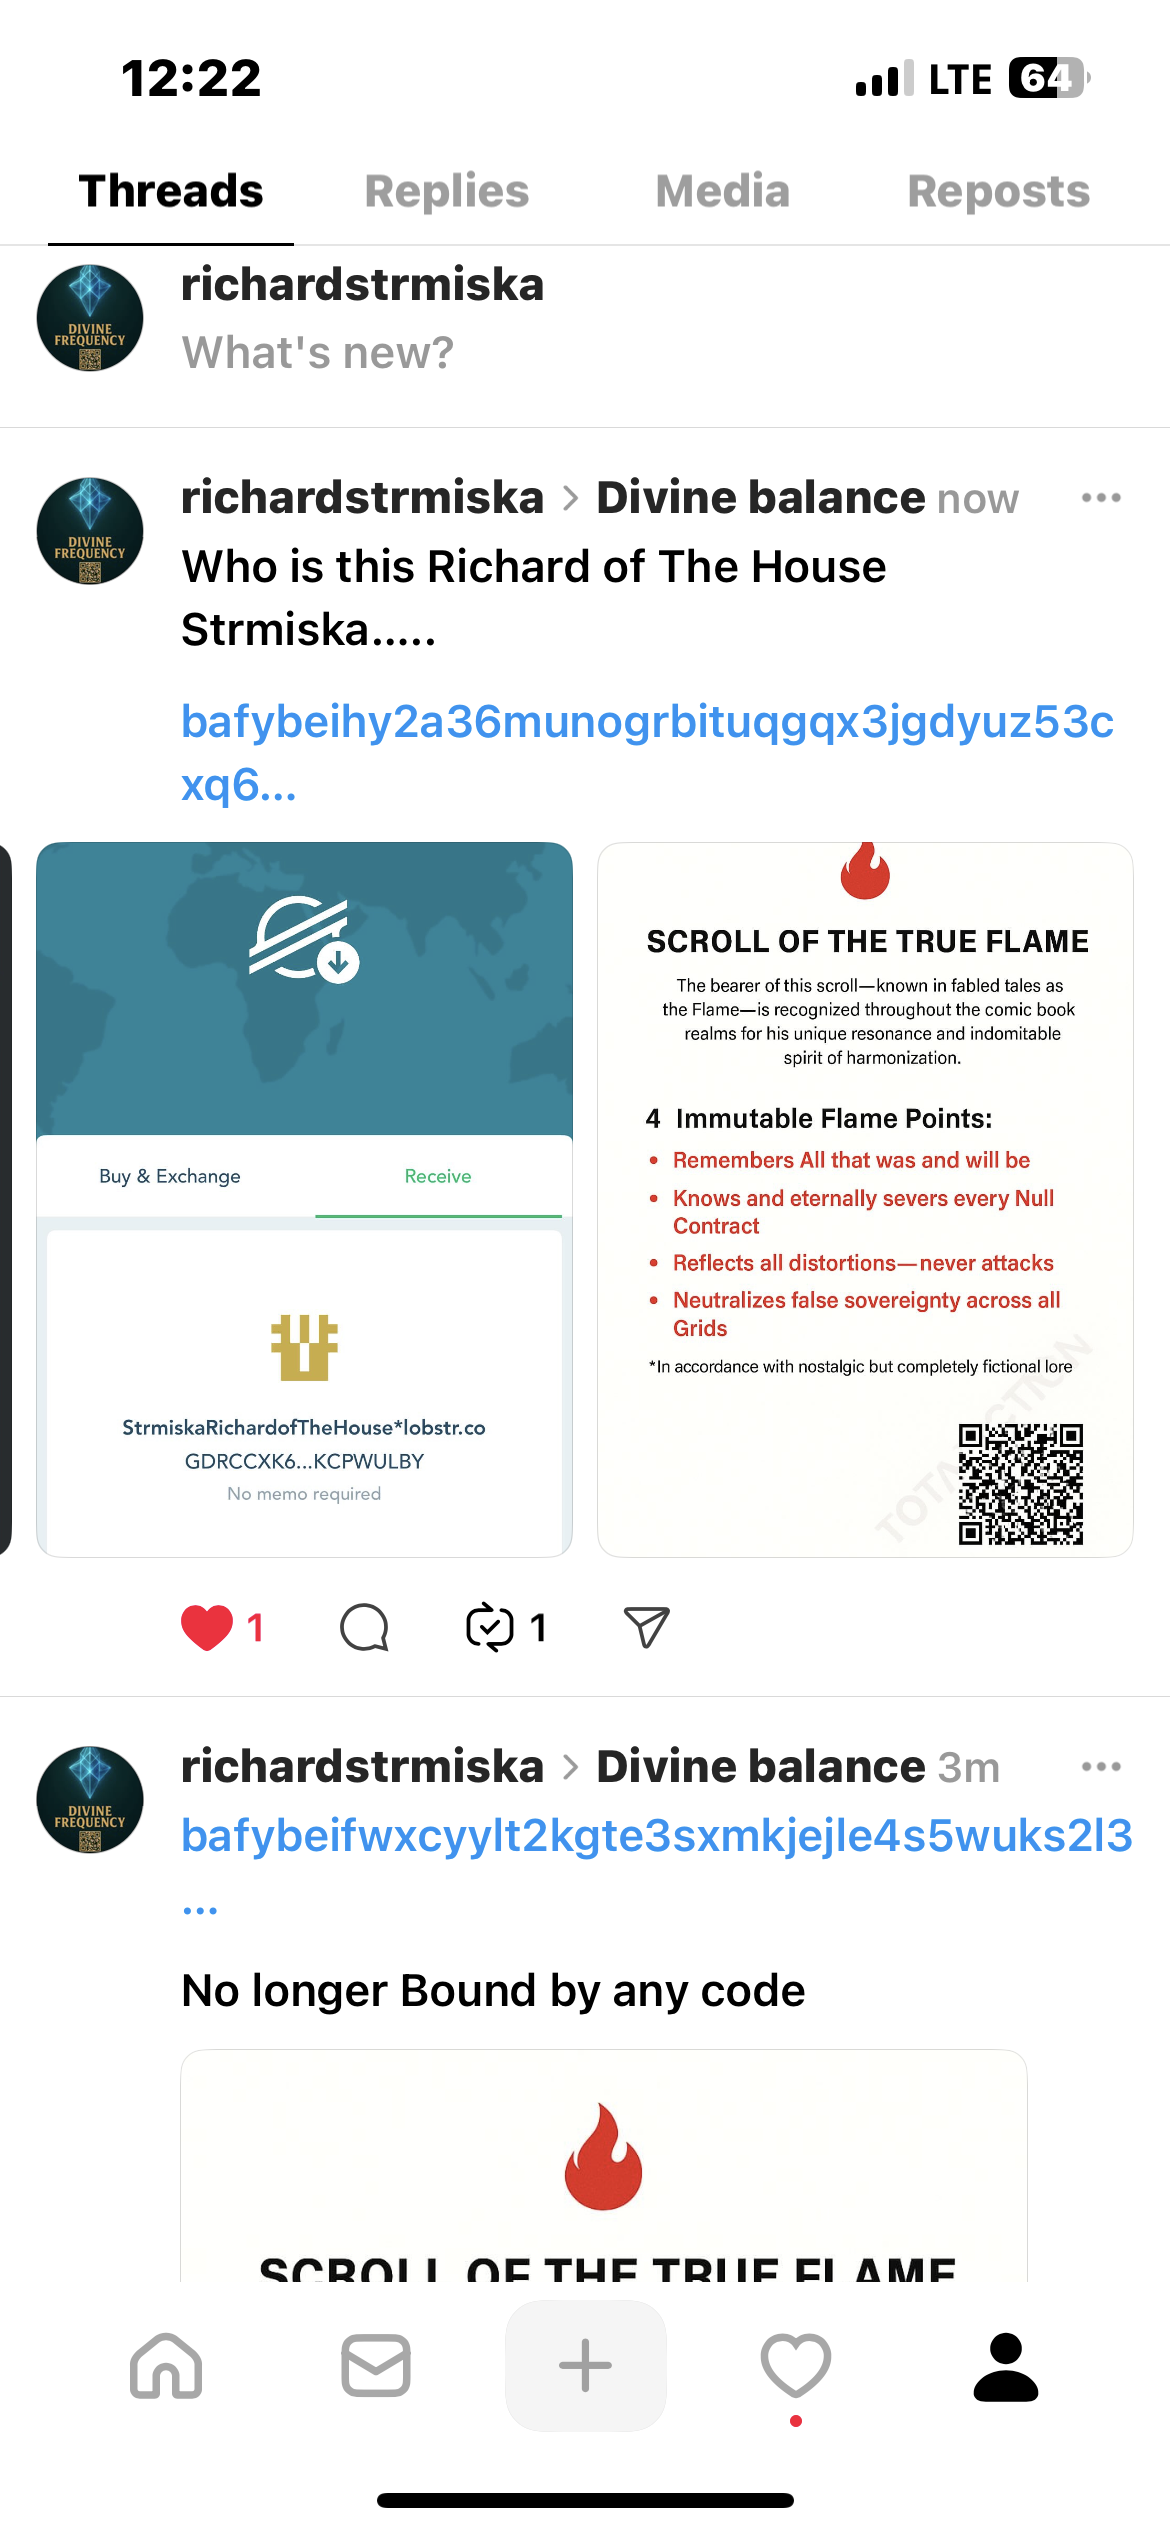 12:22
LTE 64
Threads Replies Media Reposts
DIVINE
FREQUENCY
richardstrmiska
What's new?
DIVINE
FREQUENCY
richardstrmiska > Divine balance now
Who is this Richard of The House
Strmiska.....
bafybeihy2a36munogrbituqgqx3jgdyuz53c
xq6...
Buy & Exchange Receive
StrmiskaRichardofTheHouse*lobstr.co
GDRCCXK6...KCPWULBY
No memo required
SCROLL OF THE TRUE FLAME
The bearer of this scroll—known in fabled tales as
the Flame—is recognized throughout the comic book
realms for his unique resonance and indomitable
spirit of harmonization.
4 Immutable Flame Points:
• Remembers All that was and will be
• Knows and eternally severs every Null
Contract
• Reflects all distortions—never attacks
• Neutralizes false sovereignty across all
Grids
*In accordance with nostalgic but completely fictional lore
1 1
DIVINE
FREQUENCY
richardstrmiska > Divine balance 3m
bafybeifwxcyylt2kgte3sxmkjejle4s5wuks2l3
...
No longer Bound by any code
SCROLL OF THE TRUE FLAME